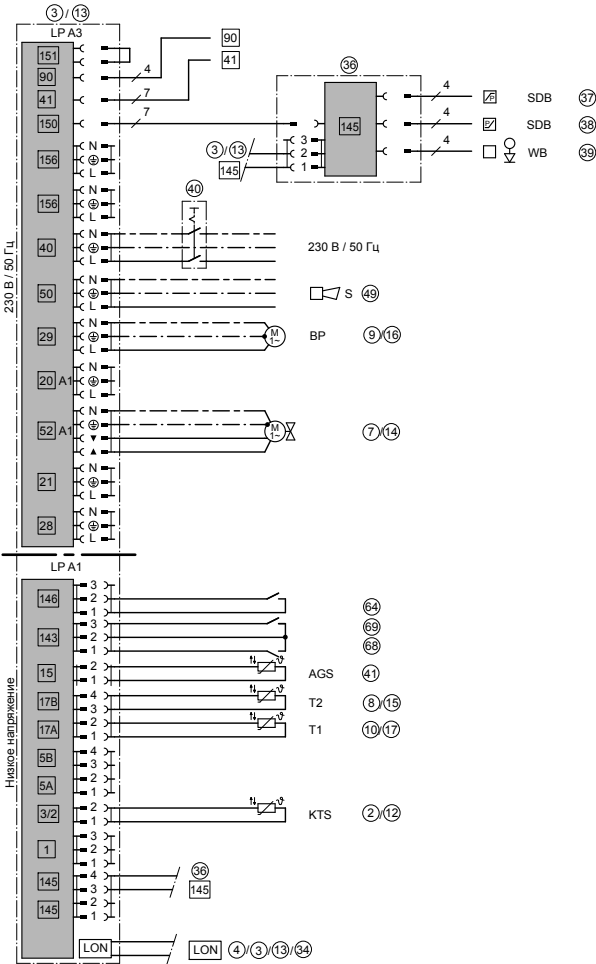 3 / 13
LP A3
151
90
4
90
41
7
41
150
7
36
145
4
SDB 37
4
SDB 38
4
WB 39
3
2
1
3 / 13
145
156 N
L
156 N
L
40
40 N
L
230 В / 50 Гц
230 В / 50 Гц
50 N
L
S 49
29 N
L
M 1~
BP 9/16
20 A1 N
L
52 A1 N
▼
▲
M 1~
7/14
21 N
L
28 N
L
LP A1
Низкое напряжение
146 3
2
1
64
143 3
2
1
69
68
15 2
1
AGS 41
17B 4
3
T2 8/15
17A 2
1
T1 10/17
5B 4
3
5A 2
1
3/2 2
1
KTS 2/12
1 3
2
1
145 4
3
36
145
145 2
1
LON
LON 4/3/13/34